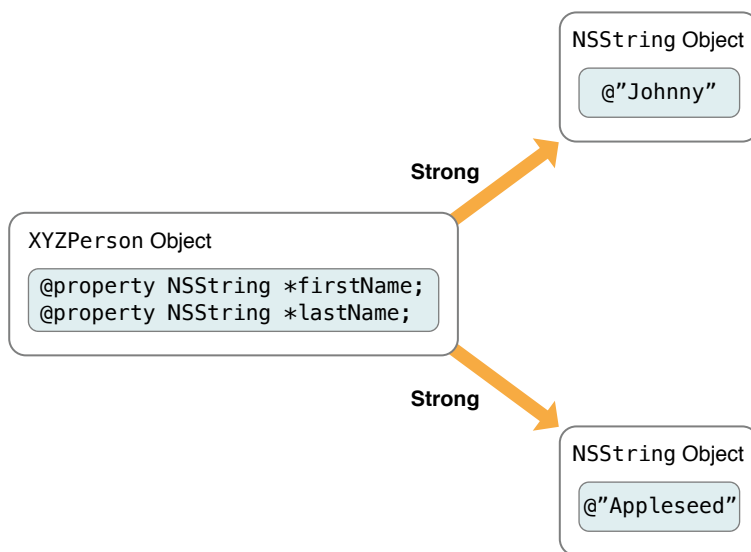 NSString Object
@”Johnny”
Strong
XYZPerson Object
@property NSString *firstName;
@property NSString *lastName;
Strong
NSString Object
@”Appleseed”